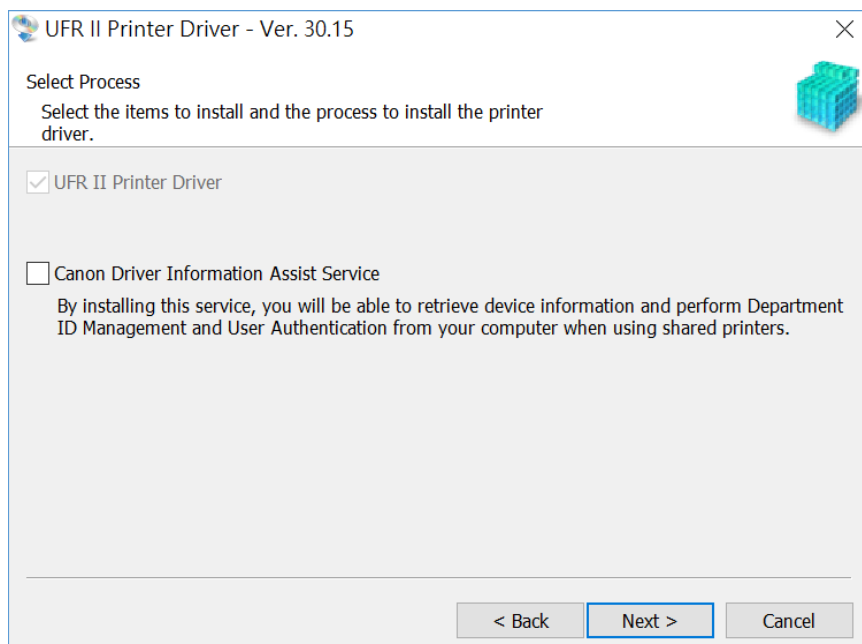 UFR II Printer Driver - Ver. 30.15
Select Process
Select the items to install and the process to install the printer
driver.
UFR II Printer Driver
Canon Driver Information Assist Service
By installing this service, you will be able to retrieve device information and perform Department
ID Management and User Authentication from your computer when using shared printers.
< Back
Next >
Cancel